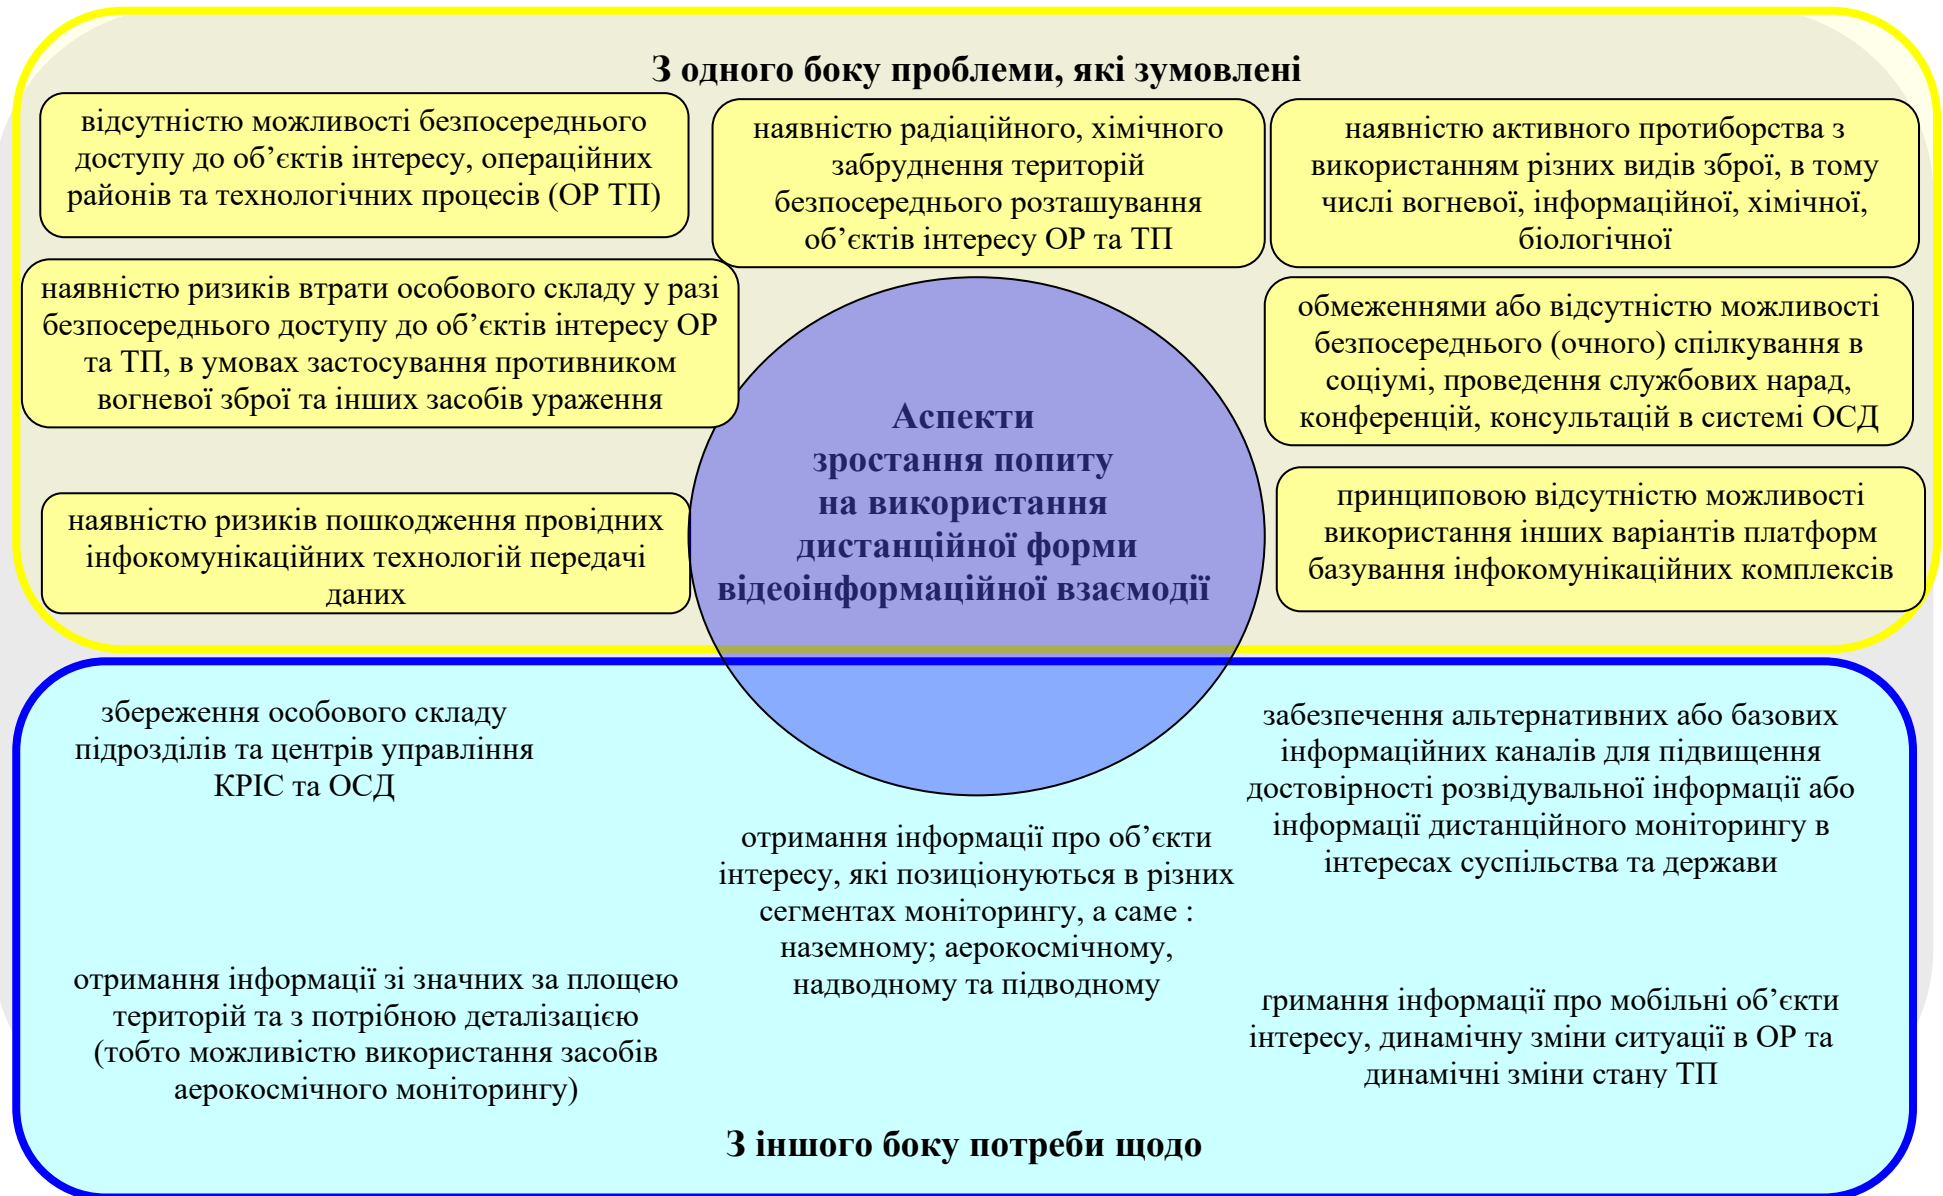 З одного боку проблеми, які зумовлені
відсутністю можливості безпосереднього
доступу до об’єктів інтересу, операційних
районів та технологічних процесів (ОР ТП)
наявністю радіаційного, хімічного
забруднення територій
безпосереднього розташування
об’єктів інтересу ОР та ТП
наявністю активного протиборства з
використанням різних видів зброї, в тому
числі вогневої, інформаційної, хімічної,
біологічної
наявністю ризиків втрати особового складу у разі
безпосереднього доступу до об’єктів інтересу ОР
та ТП, в умовах застосування противником
вогневої зброї та інших засобів ураження
обмеженнями або відсутністю можливості
безпосереднього (очного) спілкування в
соціумі, проведення службових нарад,
конференцій, консультацій в системі ОСД
Аспекти
зростання попиту
на використання
дистанційної форми
відеоінформаційної взаємодії
наявністю ризиків пошкодження провідних
інфокомунікаційних технологій передачі
даних
принциповою відсутністю можливості
використання інших варіантів платформ
базування інфокомунікаційних комплексів
збереження особового складу
підрозділів та центрів управління
КРІС та ОСД
забезпечення альтернативних або базових
інформаційних каналів для підвищення
достовірності розвідувальної інформації або
інформації дистанційного моніторингу в
інтересах суспільства та держави
отримання інформації про об’єкти
інтересу, які позиціонуються в різних
сегментах моніторингу, а саме :
наземному; аерокосмічному,
надводному та підводному
отримання інформації зі значних за площею
територій та з потрібною деталізацією
(тобто можливістю використання засобів
аерокосмічного моніторингу)
тримання інформації про мобільні об’єкти
інтересу, динамічну зміни ситуації в ОР та
динамічні зміни стану ТП
З іншого боку потреби щодо